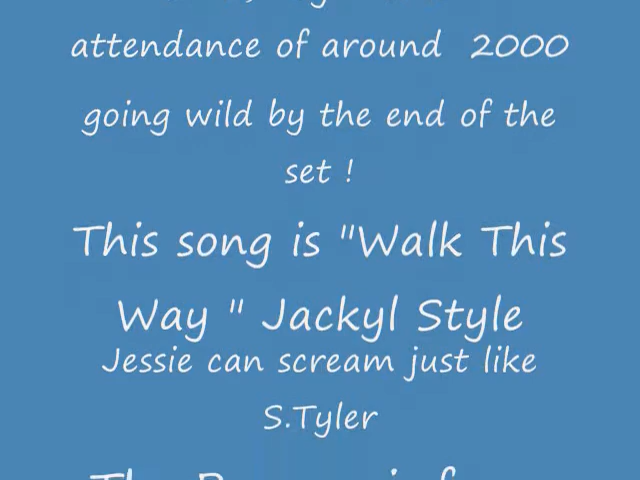 attendance of around 2000
going wild by the end of the
set !
This song is "Walk This
Way " Jackyl Style
Jessie can scream just like
S.Tyler